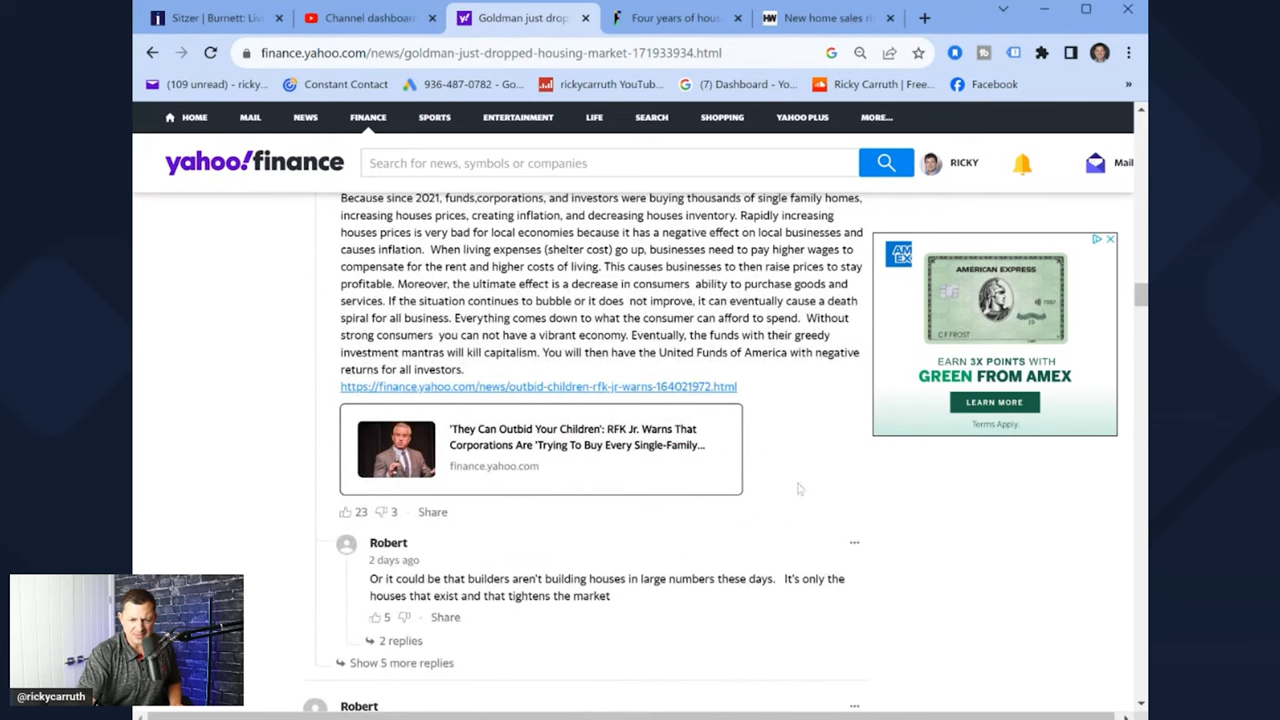 Sitzer | Burnett: Liv
Channel dashboar
Goldman just drop
Four years of hous
New home sales ri
finance.yahoo.com/news/goldman-just-dropped-housing-market-171933934.html
(109 unread) - ricky...
Constant Contact
936-487-0782 - Go...
rickycarruth YouTub...
(7) Dashboard - Yo...
Ricky Carruth | Free...
Facebook
»
HOME MAIL NEWS FINANCE SPORTS ENTERTAINMENT LIFE SEARCH SHOPPING YAHOO PLUS MORE...
yahoo!finance
Search for news, symbols or companies
RICKY
Mail
Because since 2021, funds,corporations, and investors were buying thousands of single family homes,
increasing houses prices, creating inflation, and decreasing houses inventory. Rapidly increasing
houses prices is very bad for local economies because it has a negative effect on local businesses and
causes inflation. When living expenses (shelter cost) go up, businesses need to pay higher wages to
compensate for the rent and higher costs of living. This causes businesses to then raise prices to stay
profitable. Moreover, the ultimate effect is a decrease in consumers ability to purchase goods and
services. If the situation continues to bubble or it does not improve, it can eventually cause a death
spiral for all business. Everything comes down to what the consumer can afford to spend. Without
strong consumers you can not have a vibrant economy. Eventually, the funds with their greedy
investment mantras will kill capitalism. You will then have the United Funds of America with negative
returns for all investors.
https://finance.yahoo.com/news/outbid-children-rfk-jr-warns-164021972.html
'They Can Outbid Your Children': RFK Jr. Warns That
Corporations Are 'Trying To Buy Every Single-Family...
finance.yahoo.com
23 3 • Share
Robert
2 days ago
Or it could be that builders aren't building houses in large numbers these days. It's only the
houses that exist and that tightens the market
5 • Share
2 replies
Show 5 more replies
Robert
AM
EX
AMERICAN EXPRESS
C F FROST
EARN 3X POINTS WITH
GREEN FROM AMEX
LEARN MORE
Terms Apply.
@rickycarruth